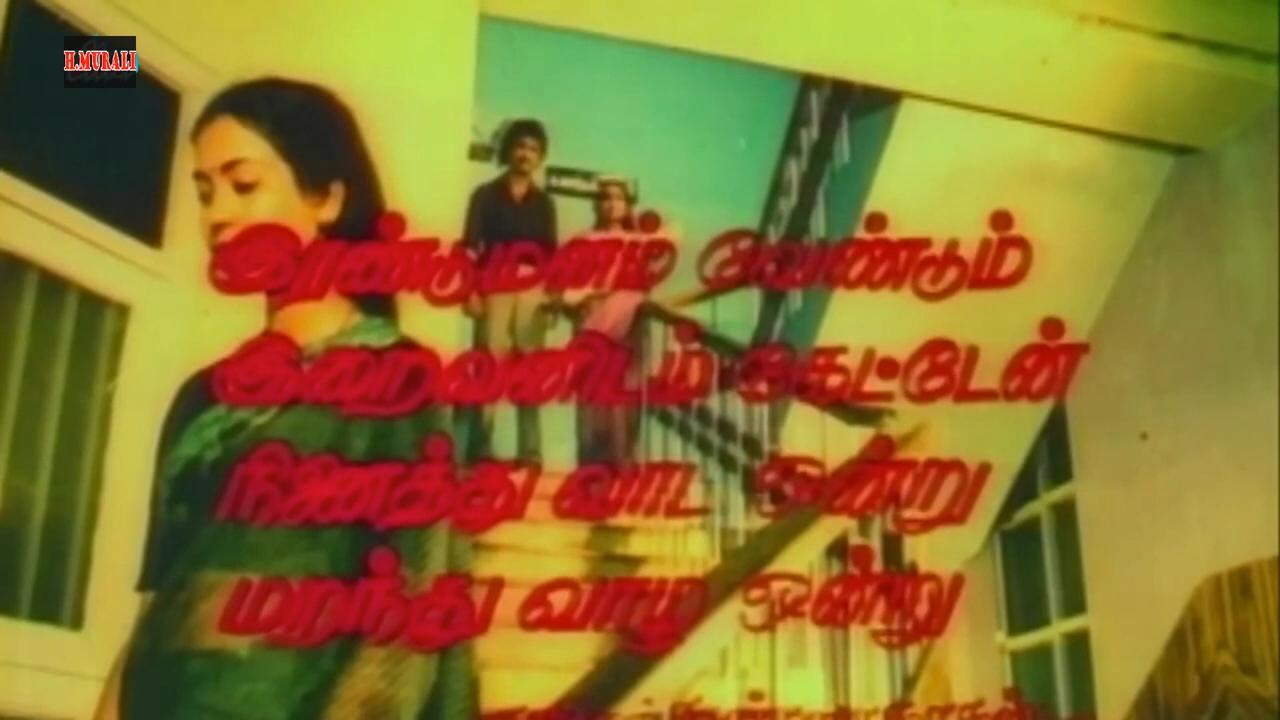 H.MURALI
இரண்டுமனம் வேண்டும்
இறைவனிடம் கேட்டேன்
நினைத்து வாட ஒன்று
மறந்து வாழ ஒன்று